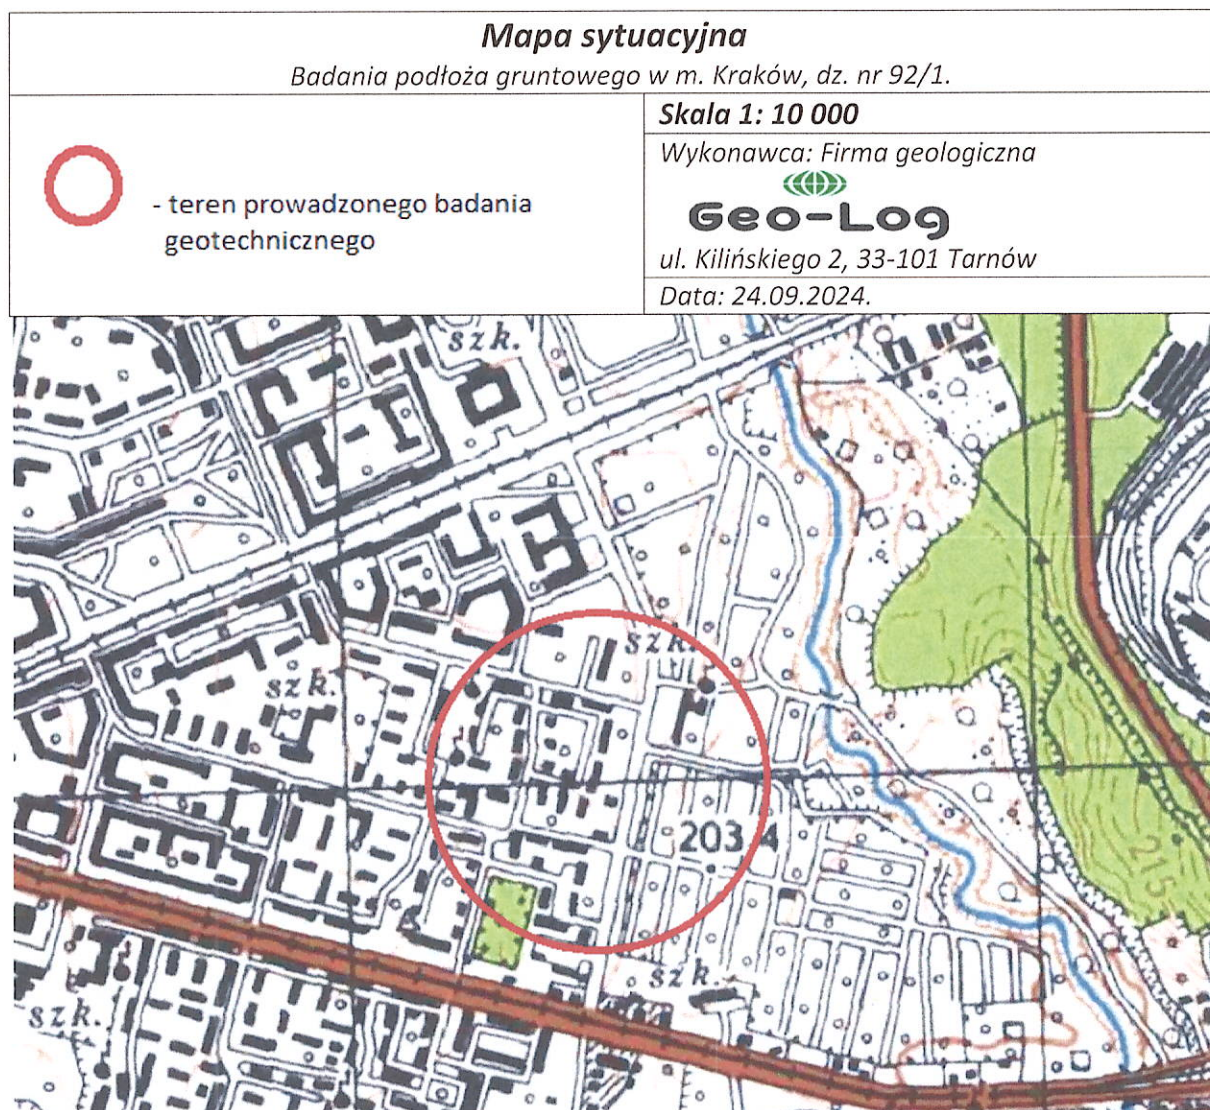 Mapa sytuacyjna
Badania podłoża gruntowego w m. Kraków, dz. nr 92/1.
- teren prowadzonego badania
geotechnicznego
Skala 1: 10 000
Wykonawca: Firma geologiczna
Geo-Log
ul. Kilińskiego 2, 33-101 Tarnów
Data: 24.09.2024.
szk.
szk.
szk.
203,4
215
szk.
szk.